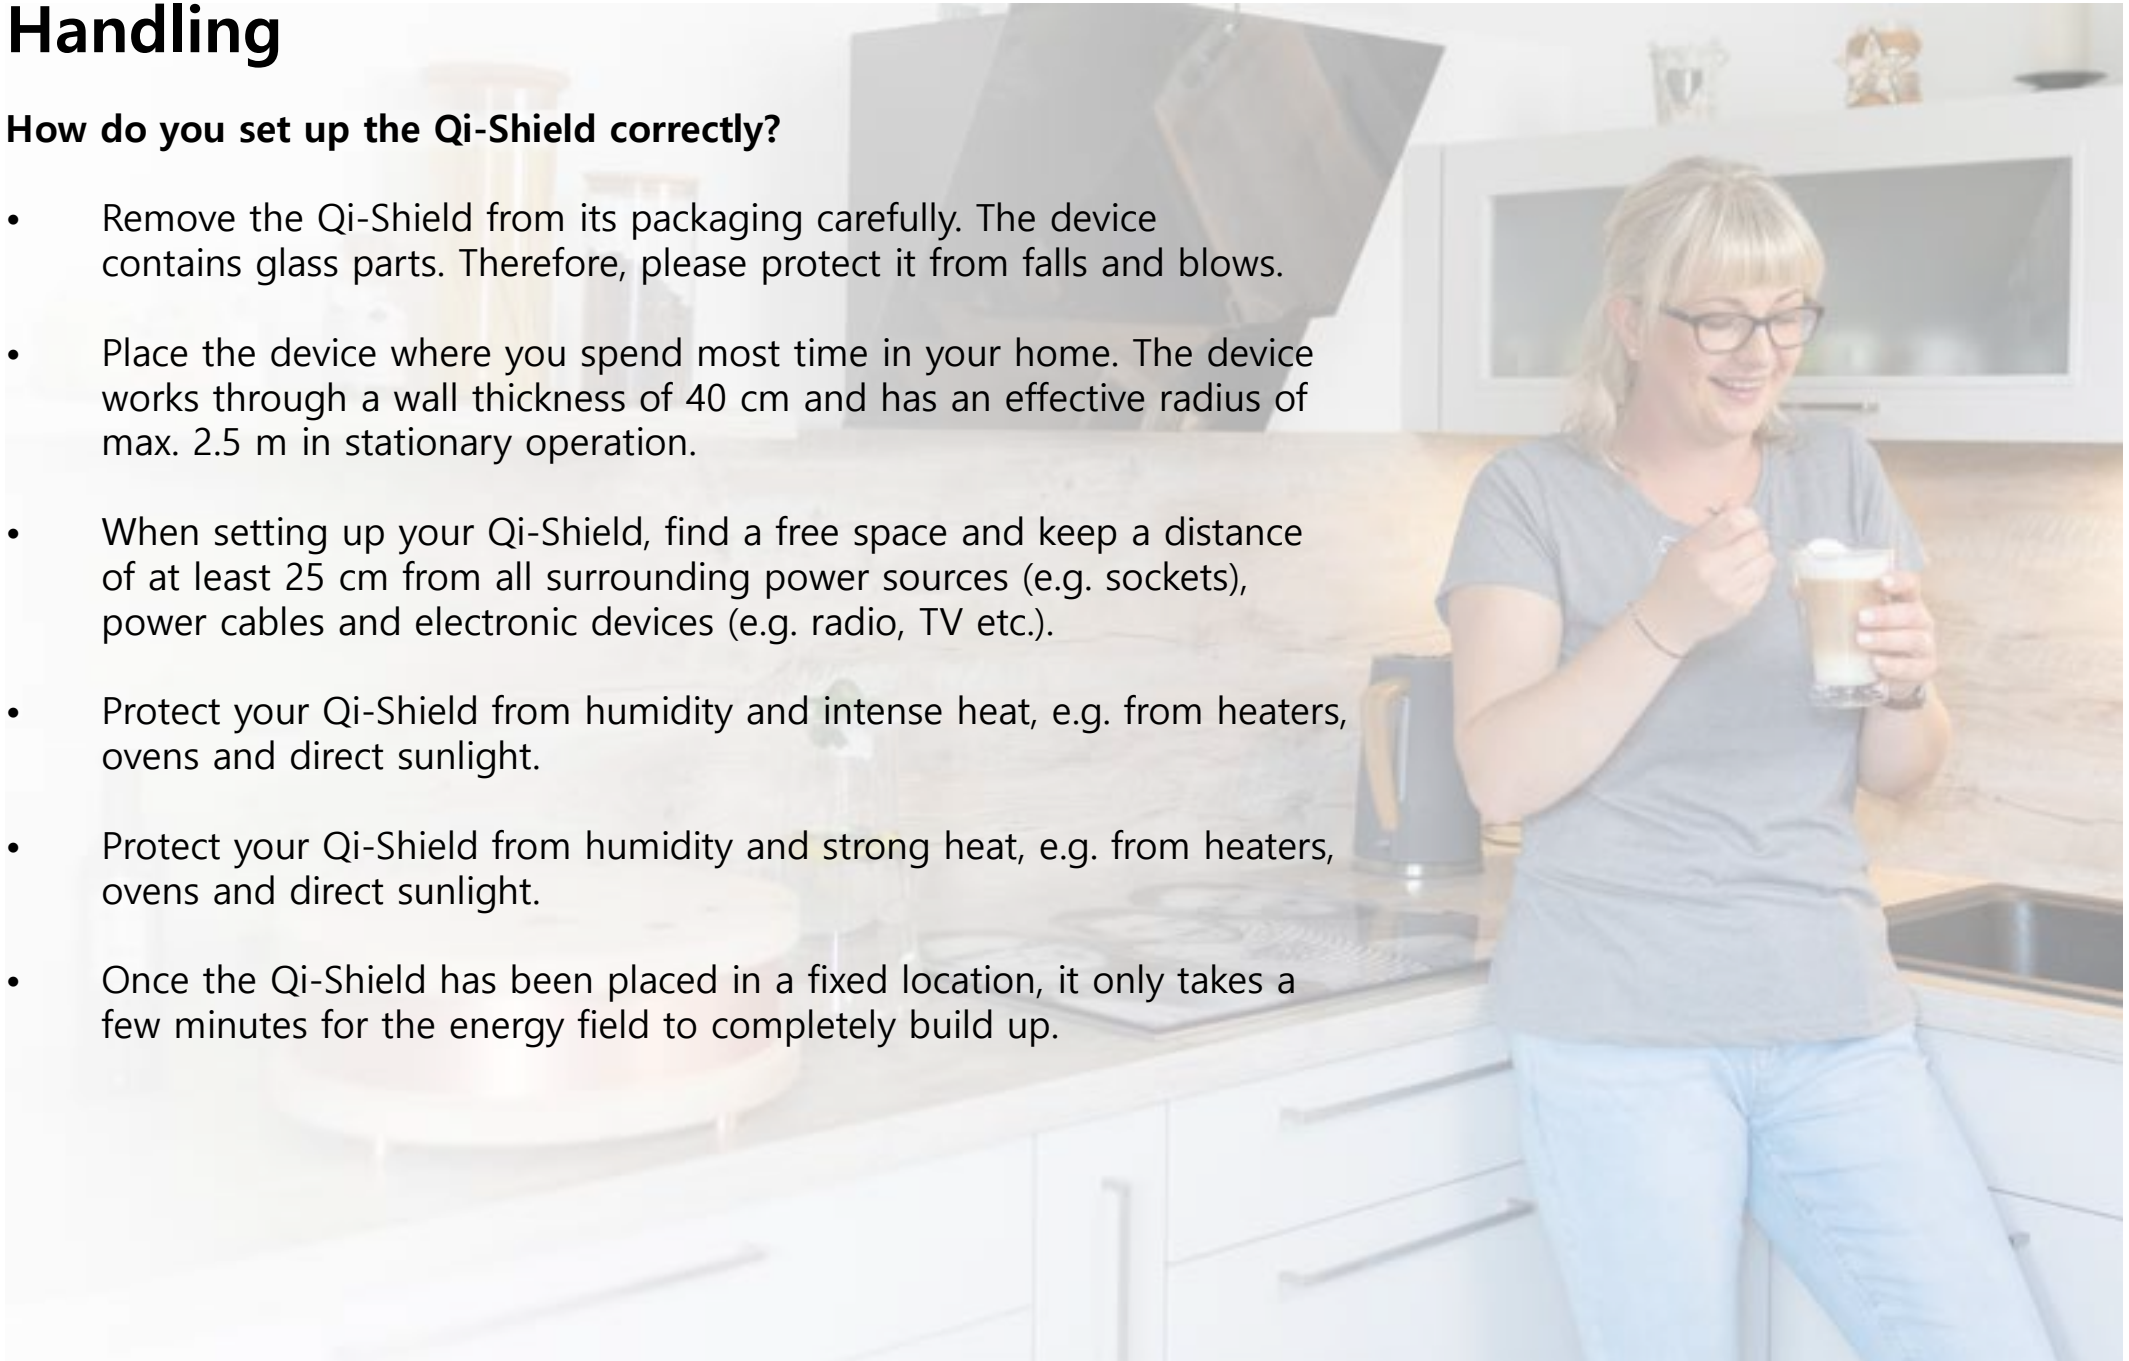 Handling
How do you set up the Qi-Shield correctly?
• Remove the Qi-Shield from its packaging carefully. The device
contains glass parts. Therefore, please protect it from falls and blows.
• Place the device where you spend most time in your home. The device
works through a wall thickness of 40 cm and has an effective radius of
max. 2.5 m in stationary operation.
• When setting up your Qi-Shield, find a free space and keep a distance
of at least 25 cm from all surrounding power sources (e.g. sockets),
power cables and electronic devices (e.g. radio, TV etc.).
• Protect your Qi-Shield from humidity and intense heat, e.g. from heaters,
ovens and direct sunlight.
• Protect your Qi-Shield from humidity and strong heat, e.g. from heaters,
ovens and direct sunlight.
• Once the Qi-Shield has been placed in a fixed location, it only takes a
few minutes for the energy field to completely build up.